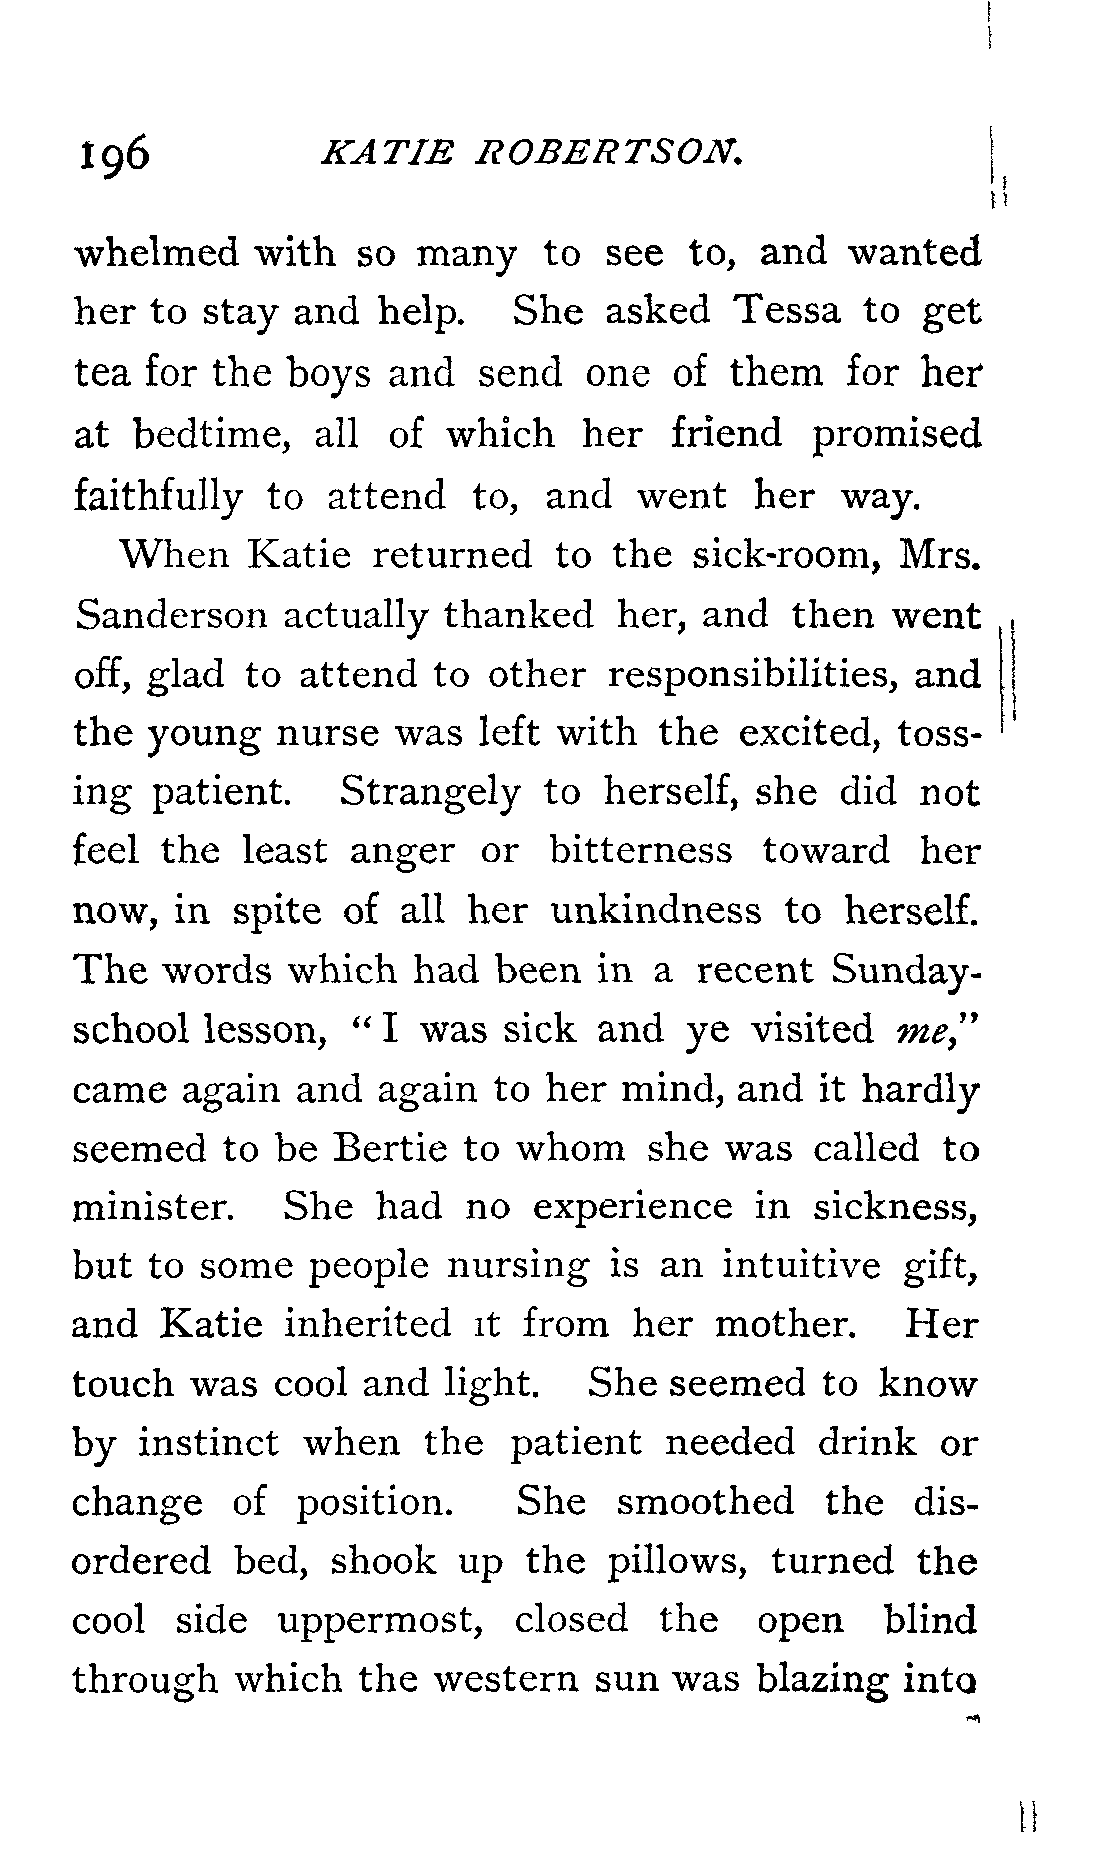 196 KATIE ROBERTSON.
whelmed with so many to see to, and wanted
her to stay and help. She asked Tessa to get
tea for the boys and send one of them for her
at bedtime, all of which her friend promised
faithfully to attend to, and went her way.
When Katie returned to the sick-room, Mrs.
Sanderson actually thanked her, and then went
off, glad to attend to other responsibilities, and
the young nurse was left with the excited, toss-
ing patient. Strangely to herself, she did not
feel the least anger or bitterness toward her
now, in spite of all her unkindness to herself.
The words which had been in a recent Sunday-
school lesson, "I was sick and ye visited me,"
came again and again to her mind, and it hardly
seemed to be Bertie to whom she was called to
minister. She had no experience in sickness,
but to some people nursing is an intuitive gift,
and Katie inherited it from her mother. Her
touch was cool and light. She seemed to know
by instinct when the patient needed drink or
change of position. She smoothed the dis-
ordered bed, shook up the pillows, turned the
cool side uppermost, closed the open blind
through which the western sun was blazing into